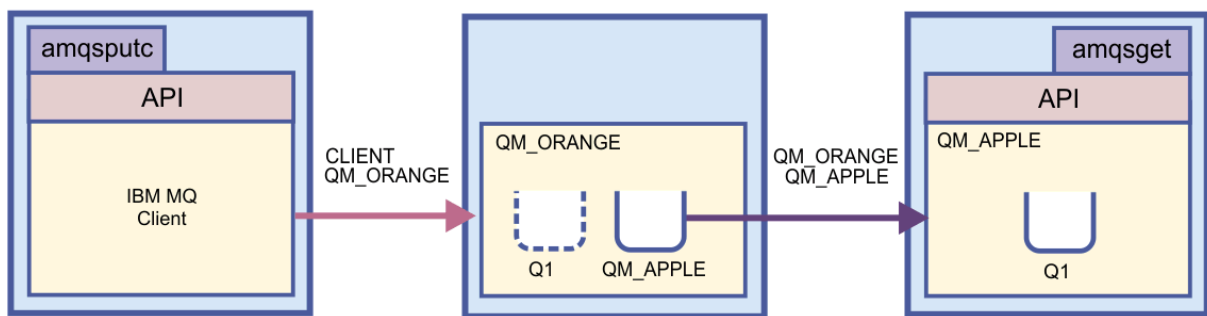 amqsputc
API
IBM MQ
Client
CLIENT
QM_ORANGE
QM_ORANGE
Q1
QM_APPLE
QM_ORANGE
QM_APPLE
amqsget
API
QM_APPLE
Q1